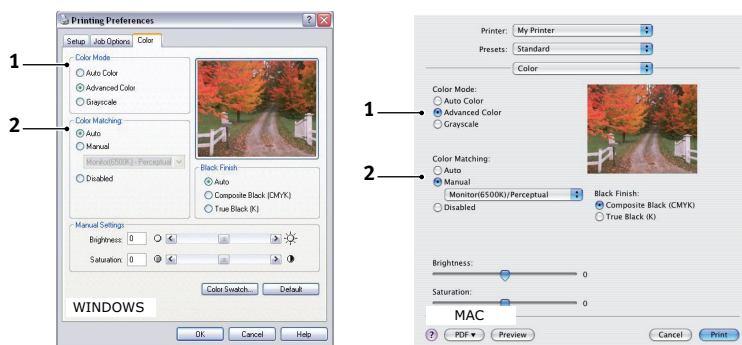 Printing Preferences
Setup Job Options Color
1
Color Mode
Auto Color
Advanced Color
Grayscale
2
Color Matching:
Auto
Manual
Monitor(6500K) - Perceptual
Disabled
Black Finish
Auto
Composite Black (CMYK)
True Black (K)
Manual Settings
Brightness: 0
Saturation: 0
Color Swatch... Default
WINDOWS
OK Cancel Help
Printer: My Printer
Presets: Standard
Color
1
Color Mode:
Auto Color
Advanced Color
Grayscale
2
Color Matching:
Auto
Manual
Monitor(6500K)/Perceptual
Disabled
Black Finish:
Composite Black (CMYK)
True Black (K)
Brightness:
0
Saturation:
0
MAC
? PDF Preview Cancel Print